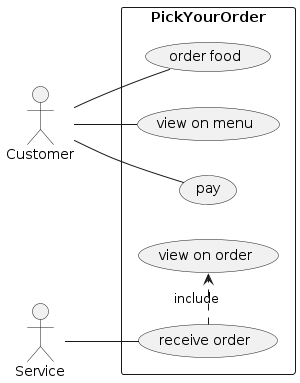 PickYourOrder
order food
view on menu
Customer
pay
view on order
include
receive order
Service